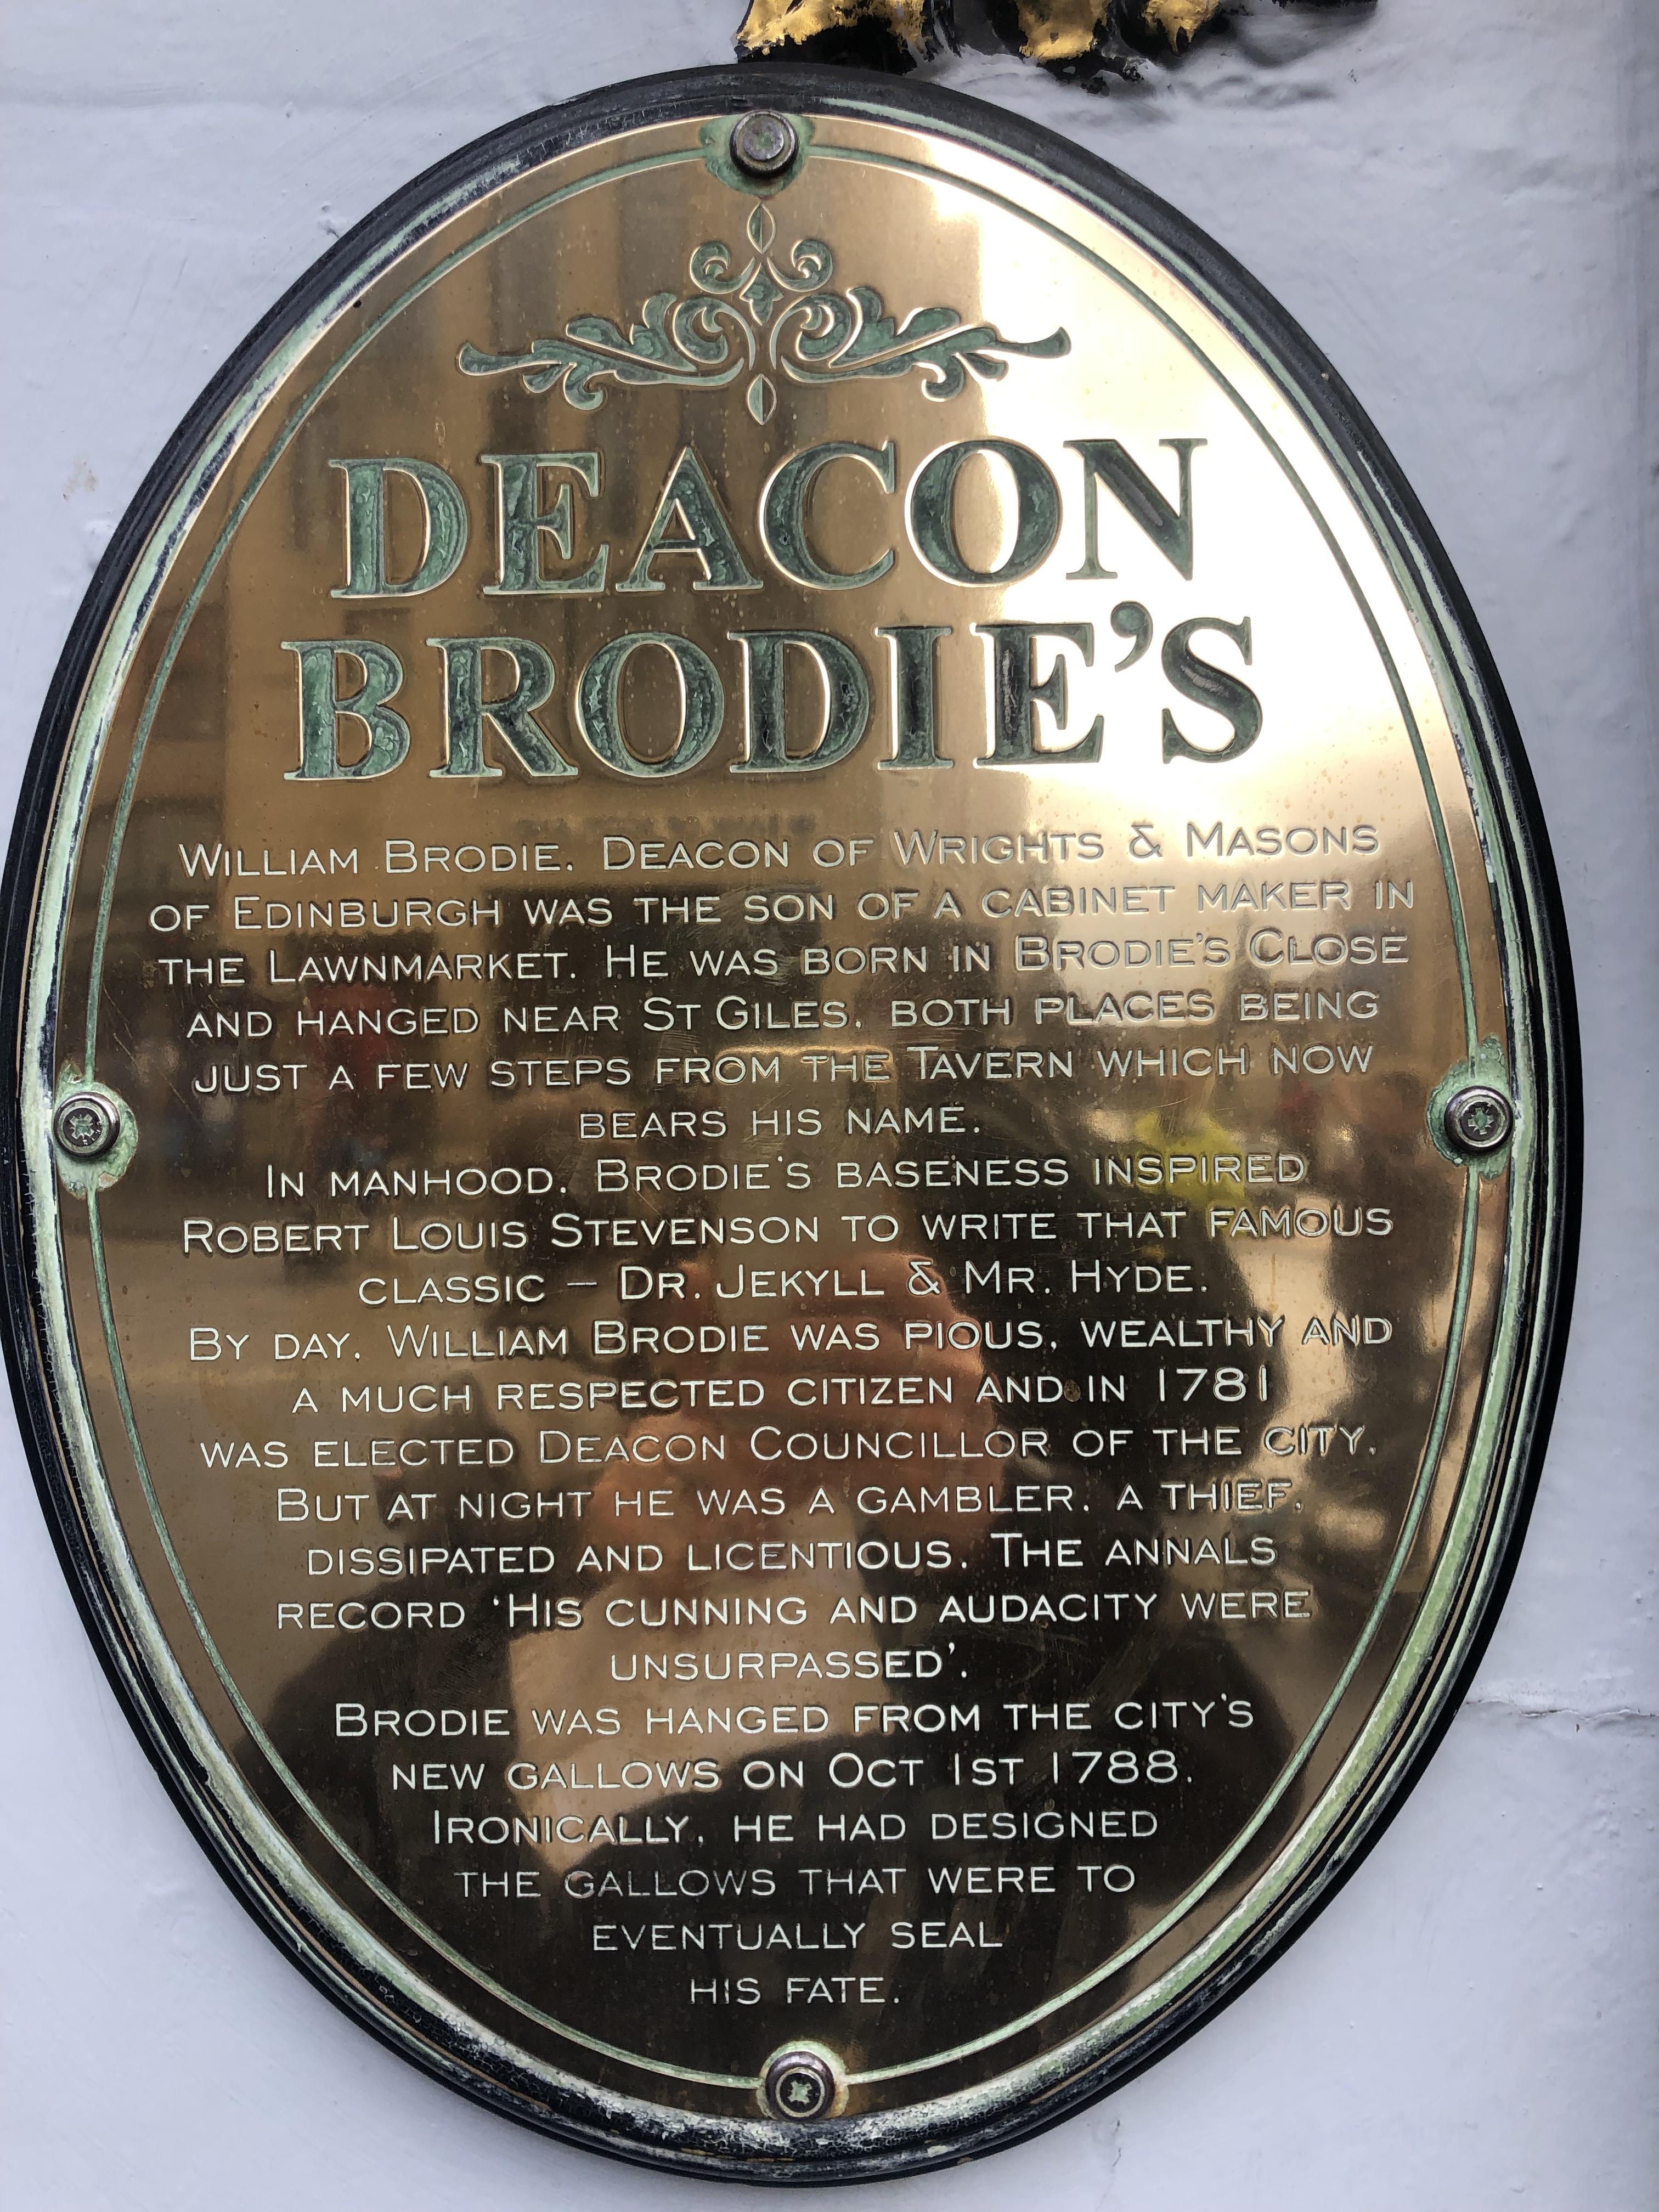 DEACON
BRODIE'S
WILLIAM BRODIE, DEACON OF WRIGHTS & MASONS
OF EDINBURGH WAS THE SON OF A CABINET MAKER IN
THE LAWNMARKET. HE WAS BORN IN BRODIE'S CLOSE
AND HANGED NEAR ST GILES, BOTH PLACES BEING
JUST A FEW STEPS FROM THE TAVERN WHICH NOW
BEARS HIS NAME.
IN MANHOOD, BRODIE'S BASENESS INSPIRED
ROBERT LOUIS STEVENSON TO WRITE THAT FAMOUS
CLASSIC – DR. JEKYLL & MR. HYDE.
BY DAY, WILLIAM BRODIE WAS PIOUS, WEALTHY AND
A MUCH RESPECTED CITIZEN AND IN 1781
WAS ELECTED DEACON COUNCILLOR OF THE CITY,
BUT AT NIGHT HE WAS A GAMBLER, A THIEF,
DISSIPATED AND LICENTIOUS. THE ANNALS
RECORD 'HIS CUNNING AND AUDACITY WERE
UNSURPASSED'.
BRODIE WAS HANGED FROM THE CITY'S
NEW GALLOWS ON OCT 1ST 1788.
IRONICALLY, HE HAD DESIGNED
THE GALLOWS THAT WERE TO
EVENTUALLY SEAL
HIS FATE.